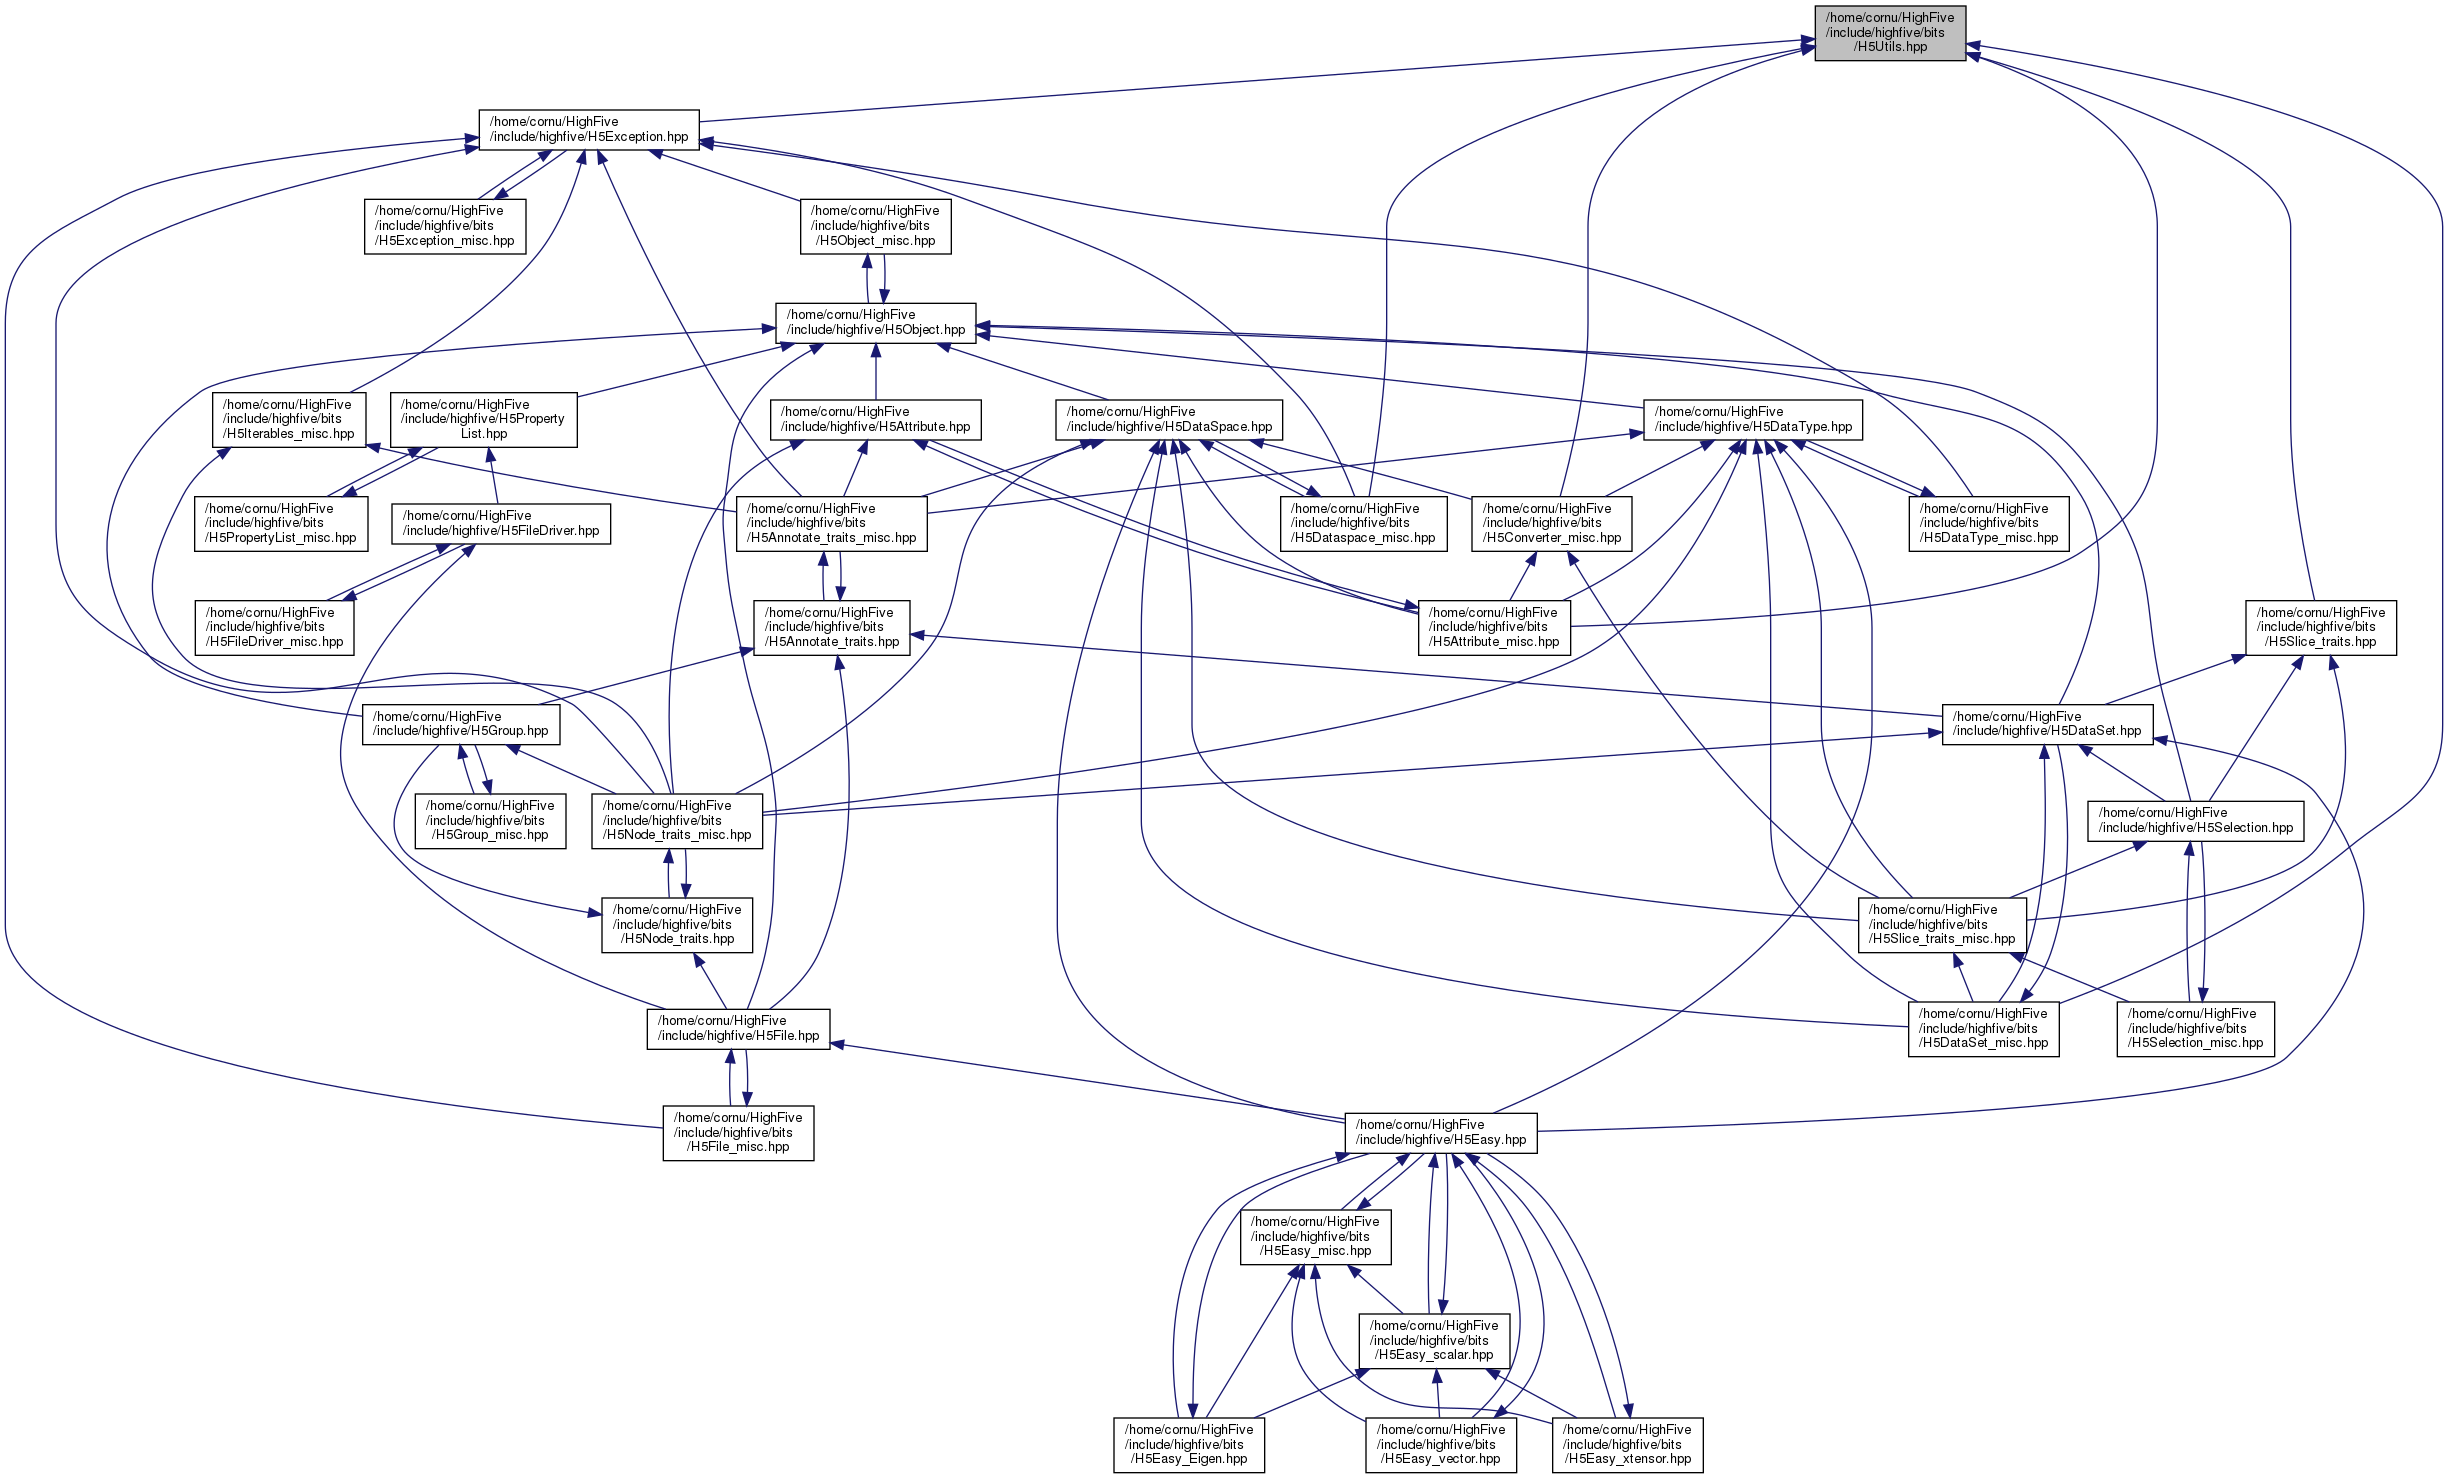 /home/cornu/HighFive
/include/highfive/bits
/H5Utils.hpp
/home/cornu/HighFive
/include/highfive/H5Exception.hpp
/home/cornu/HighFive
/include/highfive/bits
/H5Exception_misc.hpp
/home/cornu/HighFive
/include/highfive/bits
/H5Object_misc.hpp
/home/cornu/HighFive
/include/highfive/H5Object.hpp
/home/cornu/HighFive
/include/highfive/bits
/H5Iterables_misc.hpp
/home/cornu/HighFive
/include/highfive/H5Property
List.hpp
/home/cornu/HighFive
/include/highfive/H5Attribute.hpp
/home/cornu/HighFive
/include/highfive/H5DataSpace.hpp
/home/cornu/HighFive
/include/highfive/H5DataType.hpp
/home/cornu/HighFive
/include/highfive/bits
/H5PropertyList_misc.hpp
/home/cornu/HighFive
/include/highfive/H5FileDriver.hpp
/home/cornu/HighFive
/include/highfive/bits
/H5Annotate_traits_misc.hpp
/home/cornu/HighFive
/include/highfive/bits
/H5Dataspace_misc.hpp
/home/cornu/HighFive
/include/highfive/bits
/H5Converter_misc.hpp
/home/cornu/HighFive
/include/highfive/bits
/H5DataType_misc.hpp
/home/cornu/HighFive
/include/highfive/bits
/H5FileDriver_misc.hpp
/home/cornu/HighFive
/include/highfive/bits
/H5Annotate_traits.hpp
/home/cornu/HighFive
/include/highfive/bits
/H5Attribute_misc.hpp
/home/cornu/HighFive
/include/highfive/bits
/H5Slice_traits.hpp
/home/cornu/HighFive
/include/highfive/H5Group.hpp
/home/cornu/HighFive
/include/highfive/H5DataSet.hpp
/home/cornu/HighFive
/include/highfive/bits
/H5Group_misc.hpp
/home/cornu/HighFive
/include/highfive/bits
/H5Node_traits_misc.hpp
/home/cornu/HighFive
/include/highfive/H5Selection.hpp
/home/cornu/HighFive
/include/highfive/bits
/H5Node_traits.hpp
/home/cornu/HighFive
/include/highfive/bits
/H5Slice_traits_misc.hpp
/home/cornu/HighFive
/include/highfive/H5File.hpp
/home/cornu/HighFive
/include/highfive/bits
/H5DataSet_misc.hpp
/home/cornu/HighFive
/include/highfive/bits
/H5Selection_misc.hpp
/home/cornu/HighFive
/include/highfive/bits
/H5File_misc.hpp
/home/cornu/HighFive
/include/highfive/H5Easy.hpp
/home/cornu/HighFive
/include/highfive/bits
/H5Easy_misc.hpp
/home/cornu/HighFive
/include/highfive/bits
/H5Easy_scalar.hpp
/home/cornu/HighFive
/include/highfive/bits
/H5Easy_Eigen.hpp
/home/cornu/HighFive
/include/highfive/bits
/H5Easy_vector.hpp
/home/cornu/HighFive
/include/highfive/bits
/H5Easy_xtensor.hpp